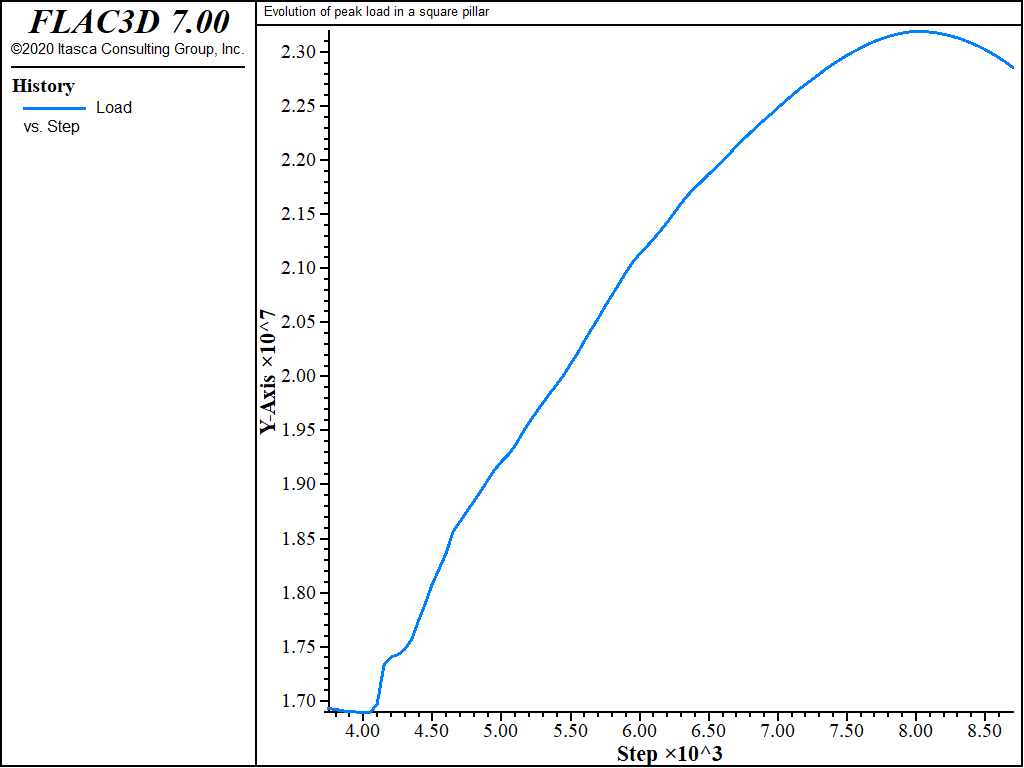 FLAC3D 7.00
©2020 Itasca Consulting Group, Inc.
History
Load
vs. Step
Evolution of peak load in a square pillar
2.30
2.25
2.20
2.15
2.10
2.05
2.00
1.95
1.90
1.85
1.80
1.75
1.70
Y-Axis ×10^7
4.00 4.50 5.00 5.50 6.00 6.50 7.00 7.50 8.00 8.50
Step ×10^3